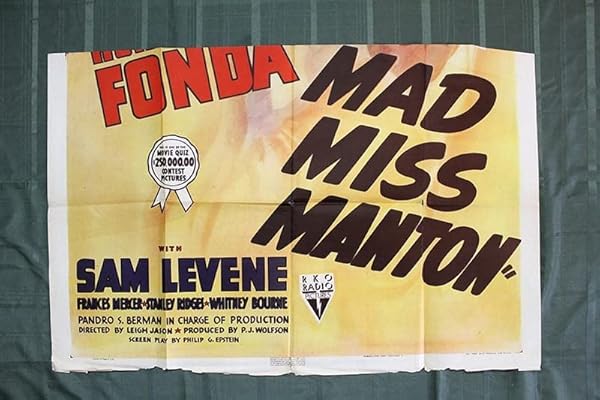 FONDA
MAD
MISS
MANTON"
MOVIE QUIZ
$250,000.00
CONTEST
PICTURES
WITH
SAM LEVENE
FRANCES MERCER★STANLEY RIDGES★WHITNEY BOURNE
PANDRO S. BERMAN IN CHARGE OF PRODUCTION
DIRECTED BY LEIGH JASON ★ PRODUCED BY P.J. WOLFSON
SCREEN PLAY BY PHILIP G. EPSTEIN
RKO
RADIO
PICTURES